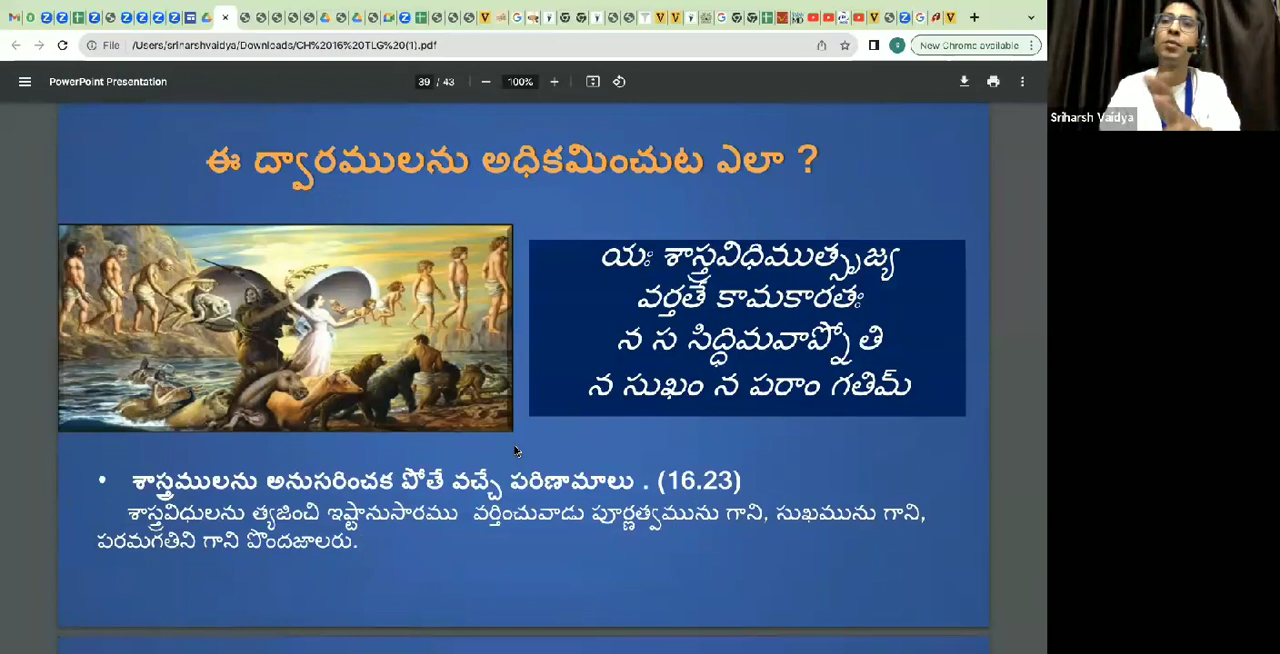 File
/Users/sriharshvaidya/Downloads/CH%2016%20TLG%20(1).pdf
New Chrome available
PowerPoint Presentation
39 / 43
100%
Sriharsh Vaidya
ఈ ద్వారములను అధికమించుట ఎలా ?
యః శాస్త్రవిధిముత్సృజ్య
వర్తతే కామకారతః
న స సిద్ధిమవాప్నోతి
న సుఖం న పరాం గతిమ్
• శాస్త్రములను అనుసరించక పోతే వచ్చే పరిణామాలు . (16.23)
శాస్త్రవిధులను త్యజించి ఇష్టానుసారము వర్తించువాడు పూర్ణత్వమును గాని, సుఖమును గాని,
పరమగతిని గాని పొందజాలరు.